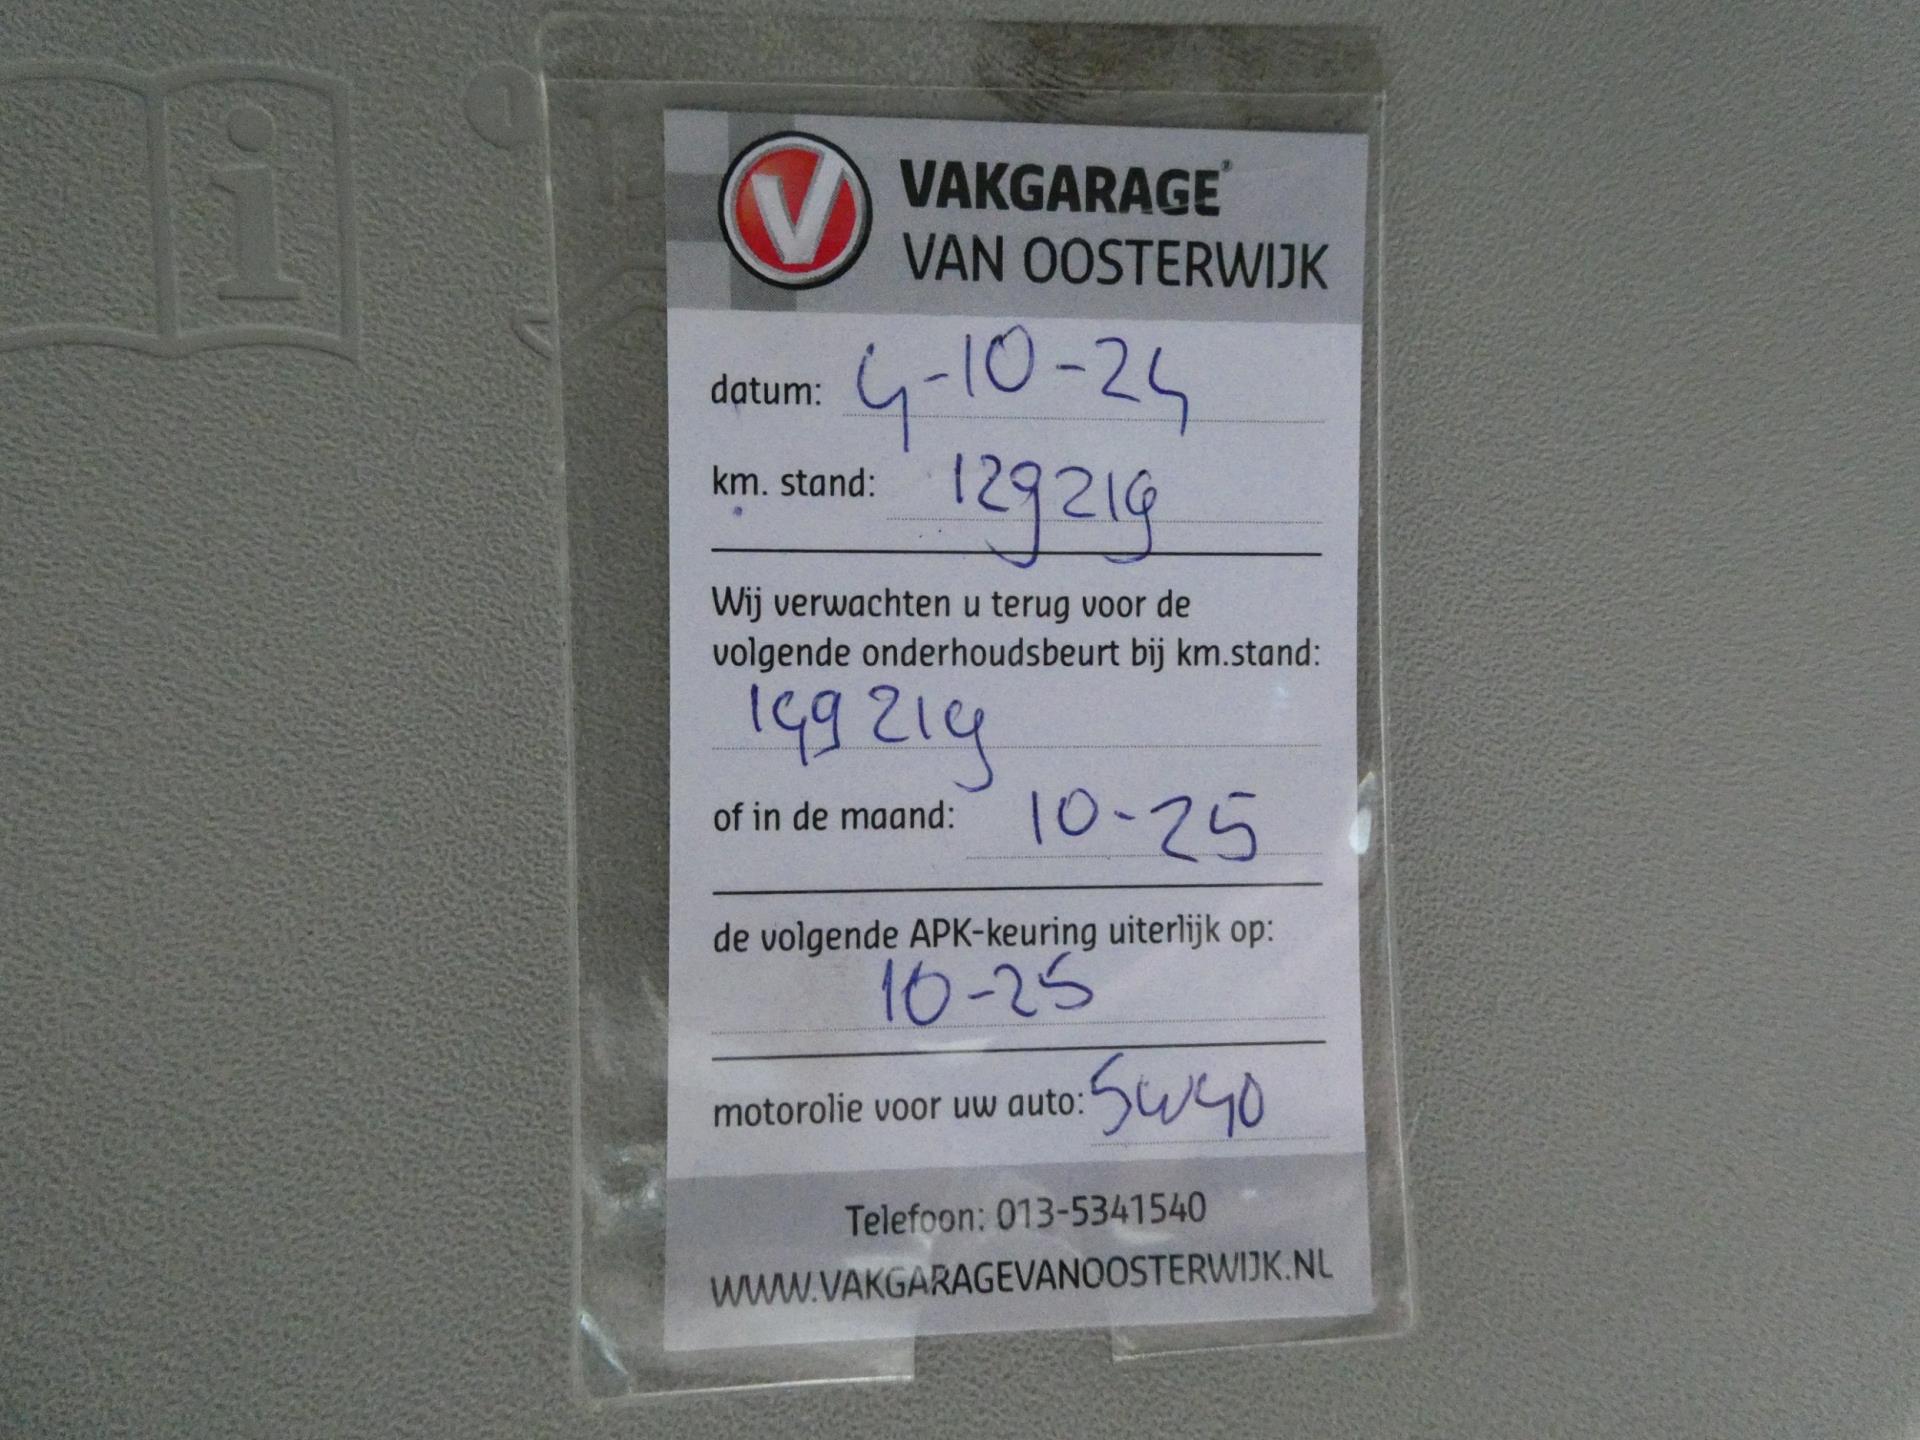 VAKGARAGE®
VAN OOSTERWIJK
datum: 4-10-24
km. stand: 129219
Wij verwachten u terug voor de
volgende onderhoudsbeurt bij km.stand:
149219
of in de maand: 10-25
de volgende APK-keuring uiterlijk op:
10-25
motorolie voor uw auto: 5W40
Telefoon: 013-5341540
WWW.VAKGARAGEVANOOSTERWIJK.NL